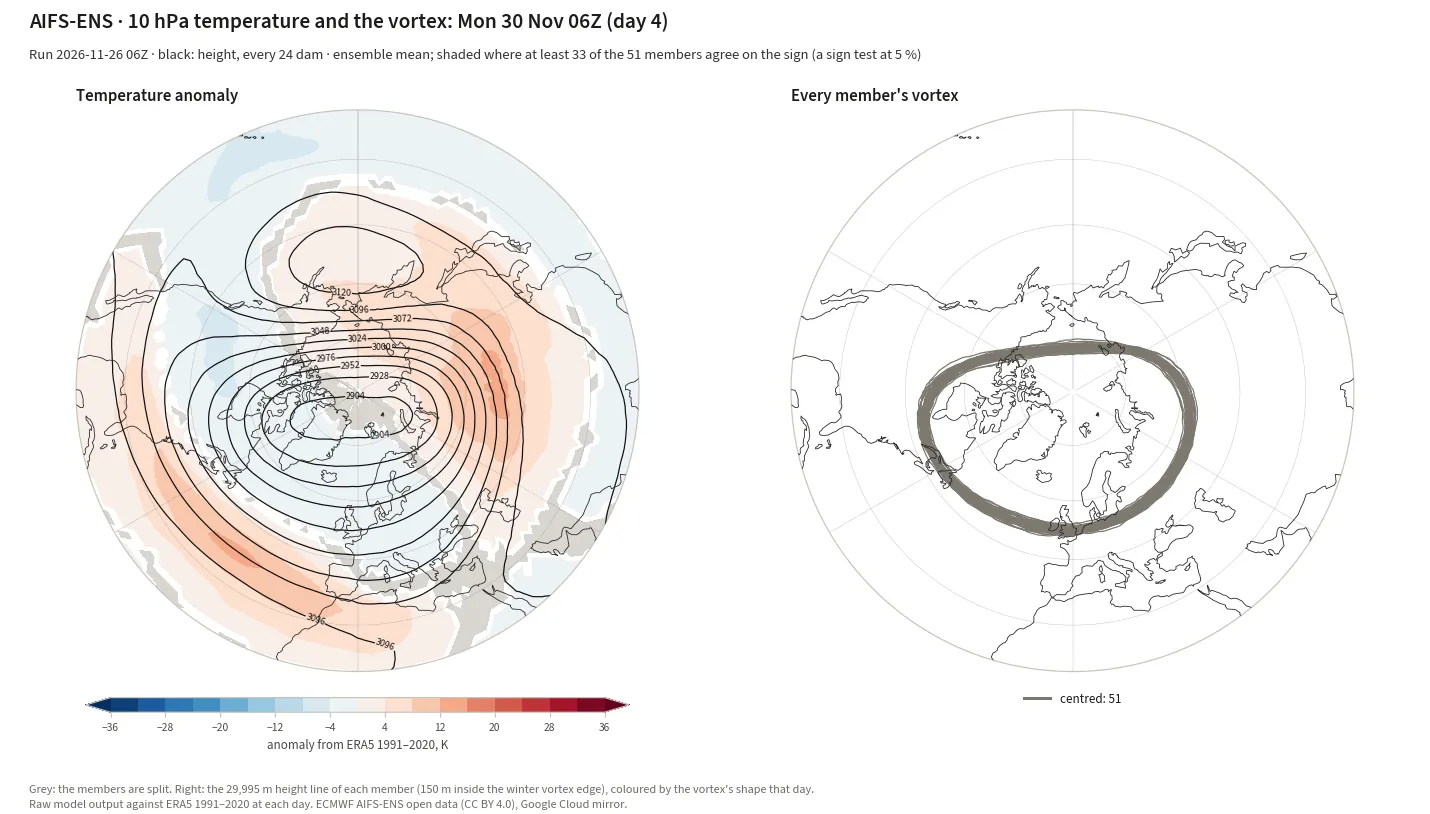 AIFS-ENS · 10 hPa temperature and the vortex: Mon 30 Nov 06Z (day 4)
Run 2026-11-26 06Z · black: height, every 24 dam · ensemble mean; shaded where at least 33 of the 51 members agree on the sign (a sign test at 5 %)
Temperature anomaly
Every member's vortex
3120
3096
3072
3048
3024
3000
2976
2952
2928
2904
2904
3096
3096
−36 −28 −20 −12 −4 4 12 20 28 36
anomaly from ERA5 1991–2020, K
centred: 51
Grey: the members are split. Right: the 29,995 m height line of each member (150 m inside the winter vortex edge), coloured by the vortex's shape that day.
Raw model output against ERA5 1991–2020 at each day. ECMWF AIFS-ENS open data (CC BY 4.0), Google Cloud mirror.